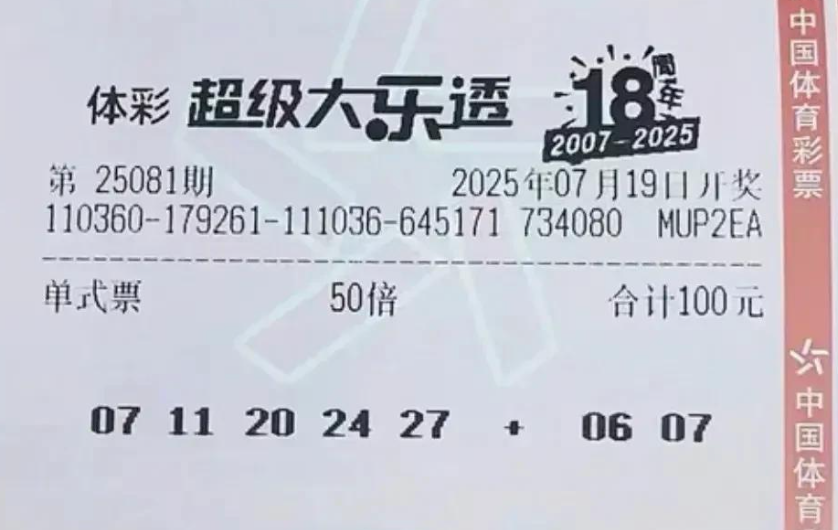 体彩 超级大乐透 18周年
2007-2025
第 25081期 2025年07月19日开奖
110360-179261-111036-645171 734080 MUP2EA
单式票 50倍 合计100元
07 11 20 24 27 + 06 07
中国体育彩票
中国体育